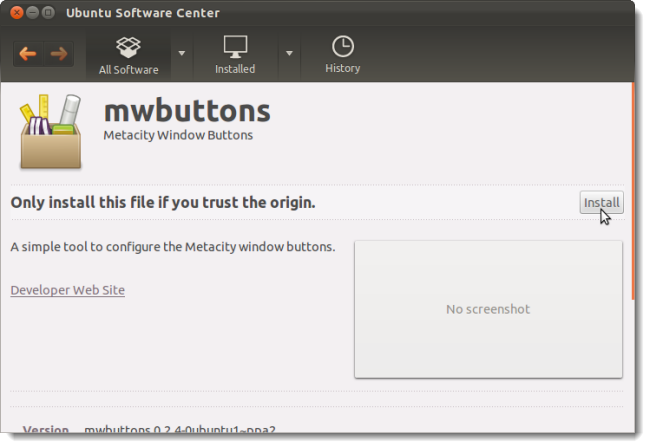 Ubuntu Software Center
All Software
Installed
History
mwbuttons
Metacity Window Buttons
Only install this file if you trust the origin.
Install
A simple tool to configure the Metacity window buttons.
Developer Web Site
No screenshot
Version mwbuttons 0.2.4-0ubuntu1~ppa2